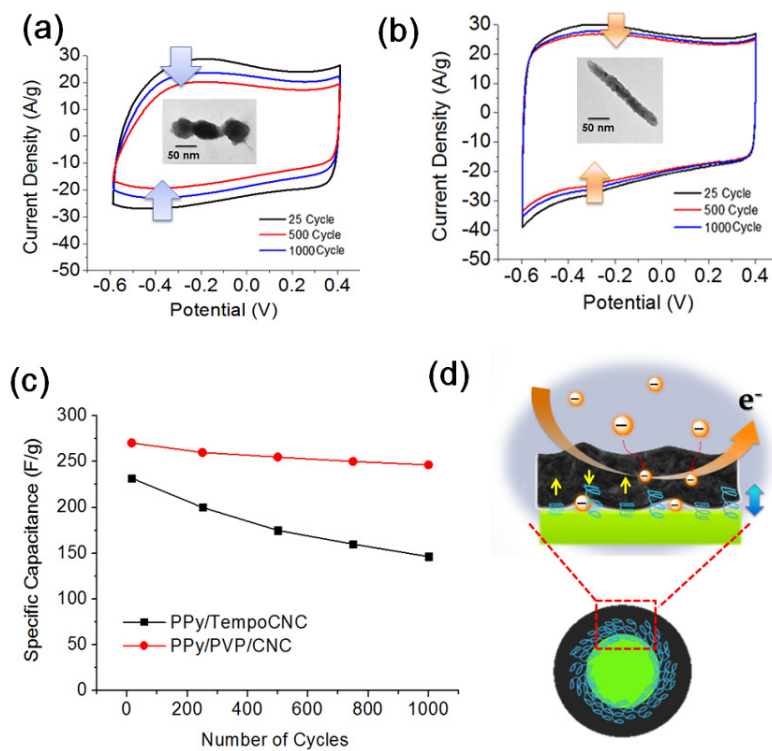 (a)
30
20
10
0
-10
-20
-30
-40
-50
Current Density (A/g)
50 nm
25 Cycle
500 Cycle
1000Cycle
-0.6 -0.4 -0.2 0.0 0.2 0.4
Potential (V)
(b)
30
20
10
0
-10
-20
-30
-40
-50
Current Density (A/g)
50 nm
25 Cycle
500 Cycle
1000Cycle
-0.6 -0.4 -0.2 0.0 0.2 0.4
Potential (V)
(c)
300
250
200
150
100
50
0
Specific Capacitance (F/g)
PPy/TempoCNC
PPy/PVP/CNC
0 200 400 600 800 1000
Number of Cycles
(d)
e-